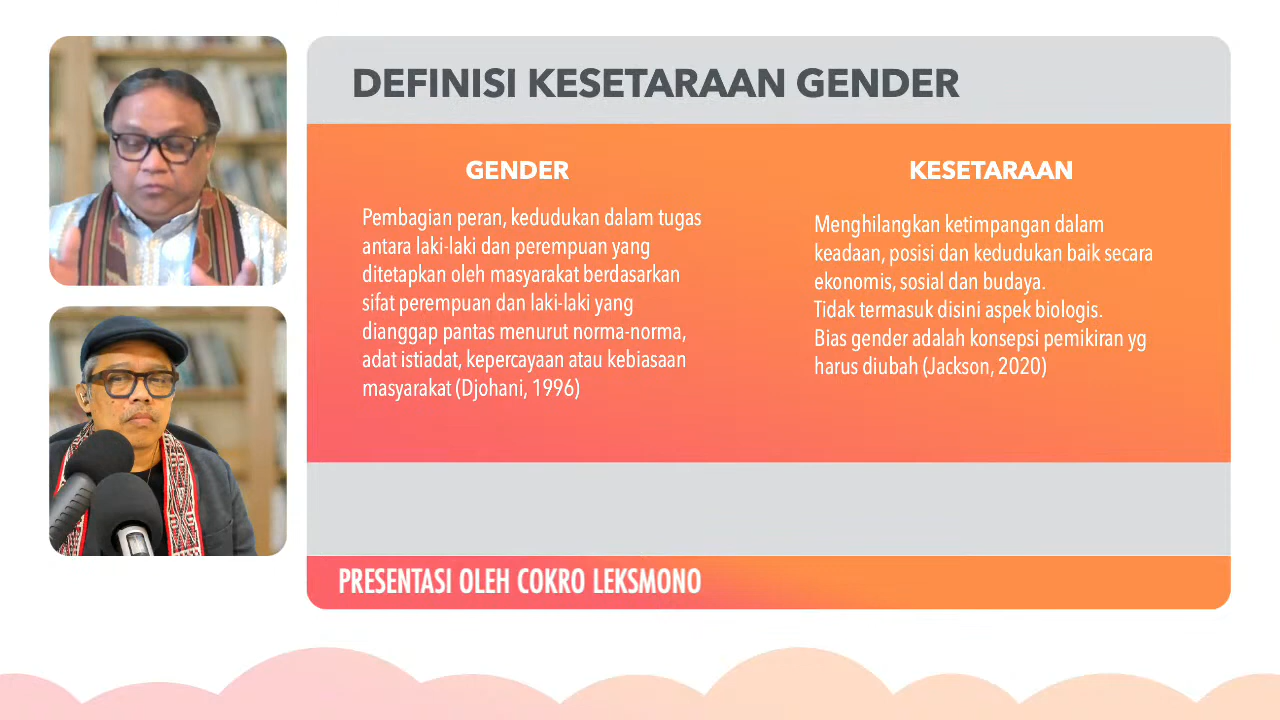 DEFINISI KESETARAAN GENDER
GENDER
Pembagian peran, kedudukan dalam tugas
antara laki-laki dan perempuan yang
ditetapkan oleh masyarakat berdasarkan
sifat perempuan dan laki-laki yang
dianggap pantas menurut norma-norma,
adat istiadat, kepercayaan atau kebiasaan
masyarakat (Djohani, 1996)
KESETARAAN
Menghilangkan ketimpangan dalam
keadaan, posisi dan kedudukan baik secara
ekonomis, sosial dan budaya.
Tidak termasuk disini aspek biologis.
Bias gender adalah konsepsi pemikiran yg
harus diubah (Jackson, 2020)
PRESENTASI OLEH COKRO LEKSMONO